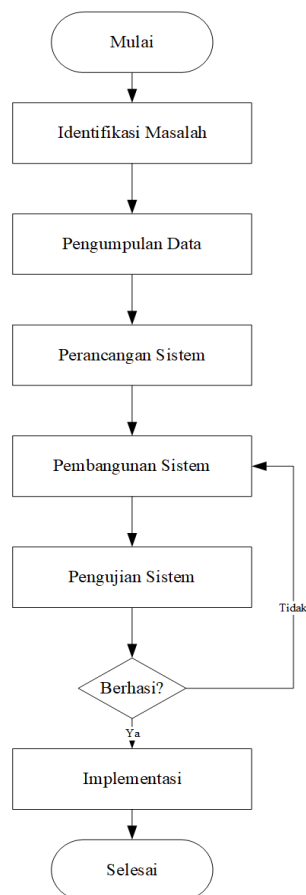 Mulai
Identifikasi Masalah
Pengumpulan Data
Perancangan Sistem
Pembangunan Sistem
Pengujian Sistem
Tidak
Berhasi?
Ya
Implementasi
Selesai